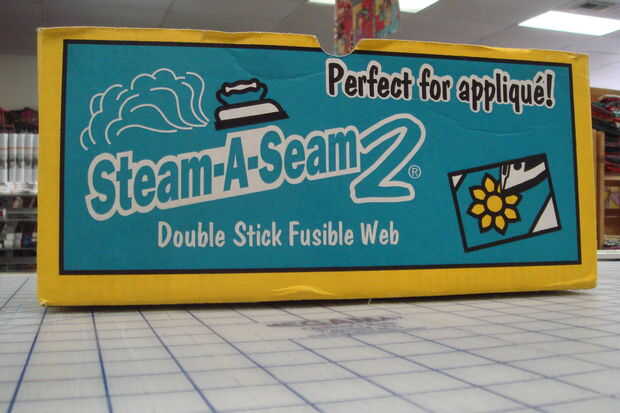 Perfect for appliqué!
Steam-A-Seam 2®
Double Stick Fusible Web